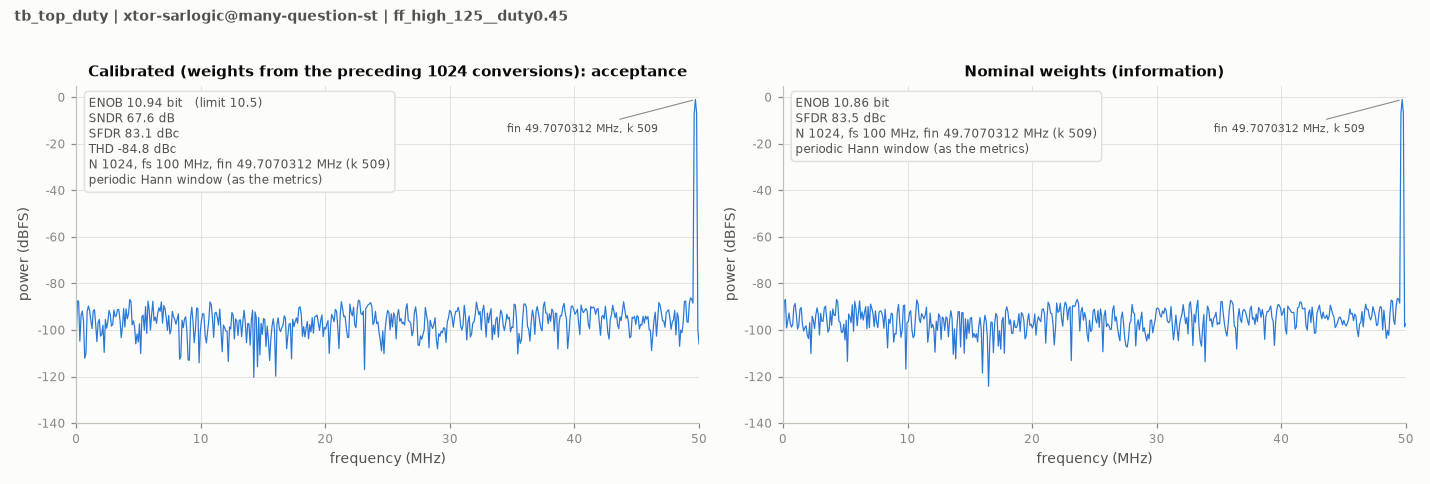 tb_top_duty | xtor-sarlogic@many-question-st | ff_high_125__duty0.45
Calibrated (weights from the preceding 1024 conversions): acceptance
ENOB 10.94 bit (limit 10.5)
SNDR 67.6 dB
SFDR 83.1 dBc
THD -84.8 dBc
N 1024, fs 100 MHz, fin 49.7070312 MHz (k 509)
periodic Hann window (as the metrics)
fin 49.7070312 MHz, k 509
power (dBFS)
0
-20
-40
-60
-80
-100
-120
-140
0 10 20 30 40 50
frequency (MHz)
Nominal weights (information)
ENOB 10.86 bit
SFDR 83.5 dBc
N 1024, fs 100 MHz, fin 49.7070312 MHz (k 509)
periodic Hann window (as the metrics)
fin 49.7070312 MHz, k 509
power (dBFS)
0
-20
-40
-60
-80
-100
-120
-140
0 10 20 30 40 50
frequency (MHz)